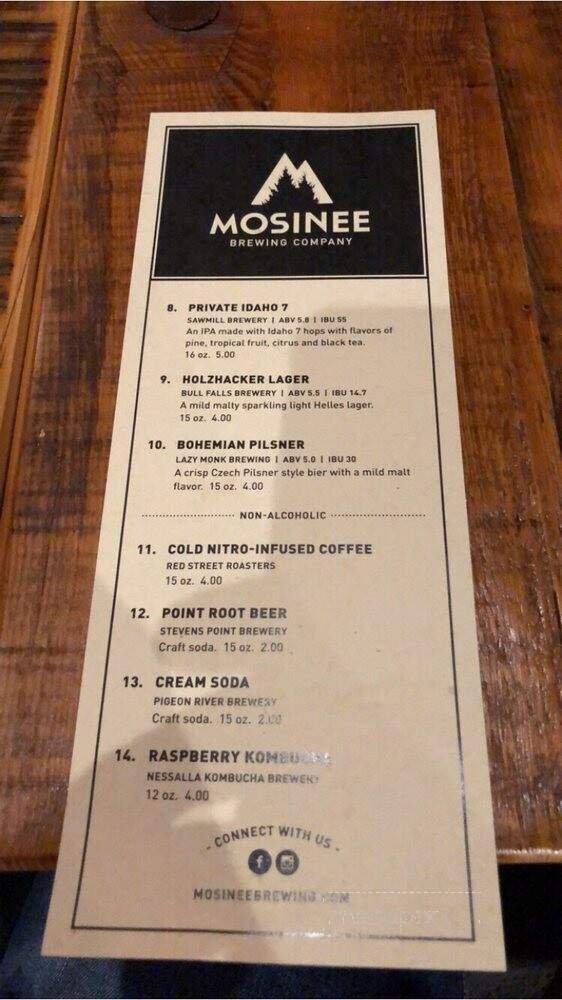 MOSINEE
BREWING COMPANY
8. PRIVATE IDAHO 7
SAWMILL BREWERY | ABV 5.8 | IBU 55
An IPA made with Idaho 7 hops with flavors of
pine, tropical fruit, citrus and black tea.
16 oz. 5.00
9. HOLZHACKER LAGER
BULL FALLS BREWERY | ABV 5.5 | IBU 14.7
A mild malty sparkling light Helles lager.
15 oz. 4.00
10. BOHEMIAN PILSNER
LAZY MONK BREWING | ABV 5.0 | IBU 30
A crisp Czech Pilsner style bier with a mild malt
flavor. 15 oz. 4.00
NON-ALCOHOLIC
11. COLD NITRO-INFUSED COFFEE
RED STREET ROASTERS
15 oz. 4.00
12. POINT ROOT BEER
STEVENS POINT BREWERY
Craft soda. 15 oz. 2.00
13. CREAM SODA
PIGEON RIVER BREWERY
Craft soda. 15 oz. 2.00
14. RASPBERRY KOMBUCHA
NESSALLA KOMBUCHA BREWERY
12 oz. 4.00
- CONNECT WITH US -
MOSINEEBREWING.COM